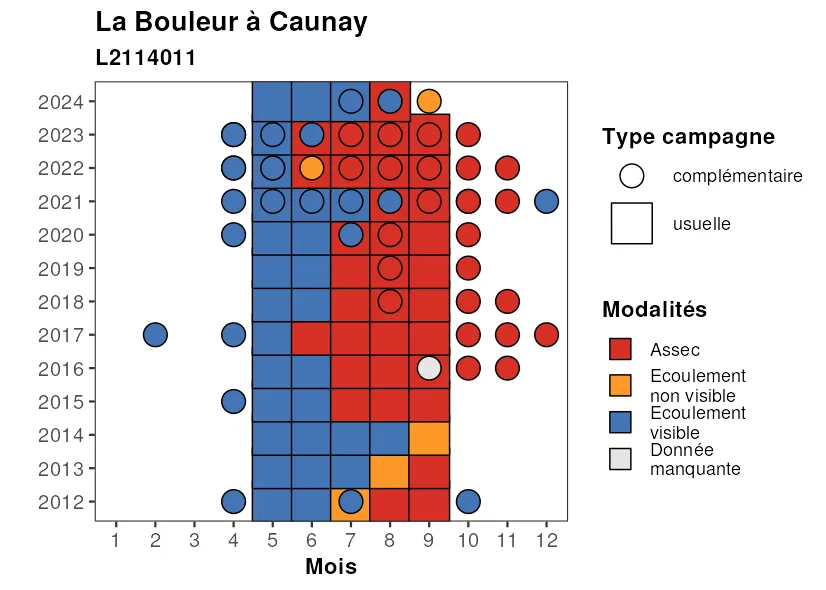 La Bouleur à Caunay
L2114011
2024
2023
2022
2021
2020
2019
2018
2017
2016
2015
2014
2013
2012
1 2 3 4 5 6 7 8 9 10 11 12
Mois
Type campagne
complémentaire
usuelle
Modalités
Assec
Ecoulement
non visible
Ecoulement
visible
Donnée
manquante